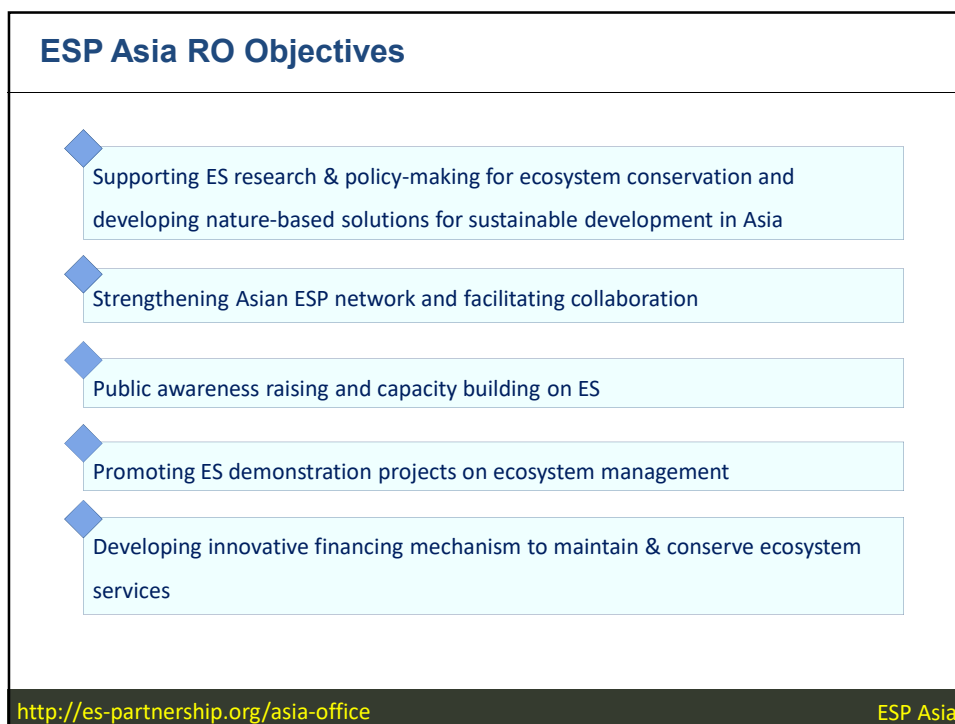 ESP Asia RO Objectives
Supporting ES research & policy-making for ecosystem conservation and
developing nature-based solutions for sustainable development in Asia
Strengthening Asian ESP network and facilitating collaboration
Public awareness raising and capacity building on ES
Promoting ES demonstration projects on ecosystem management
Developing innovative financing mechanism to maintain & conserve ecosystem
services
http://es-partnership.org/asia-office
ESP Asia